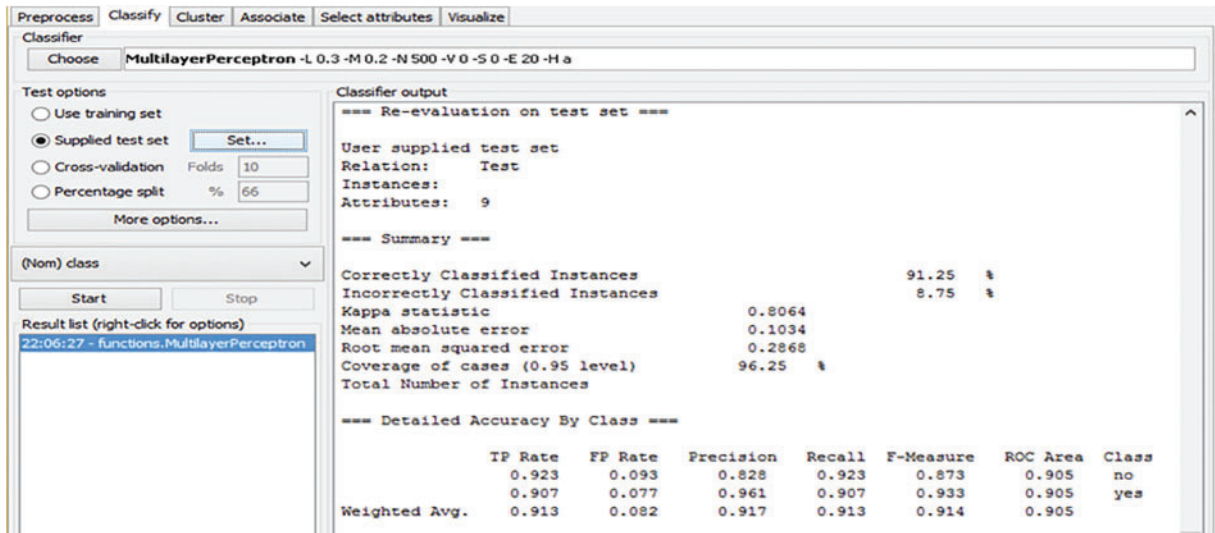 Preprocess Classify Cluster Associate Select attributes Visualize
Classifier
Choose MultilayerPerceptron -L 0.3 -M 0.2 -N 500 -V 0 -S 0 -E 20 -H a
Test options
Use training set
Supplied test set Set...
Cross-validation Folds 10
Percentage split % 66
More options...
(Nom) class
Start Stop
Result list (right-click for options)
22:06:27 - functions.MultilayerPerceptron
Classifier output
=== Re-evaluation on test set ===
User supplied test set
Relation: Test
Instances:
Attributes: 9
=== Summary ===
Correctly Classified Instances 91.25 %
Incorrectly Classified Instances 8.75 %
Kappa statistic 0.8064
Mean absolute error 0.1034
Root mean squared error 0.2868
Coverage of cases (0.95 level) 96.25 %
Total Number of Instances
=== Detailed Accuracy By Class ===
TP Rate FP Rate Precision Recall F-Measure ROC Area Class
0.923 0.093 0.828 0.923 0.873 0.905 no
0.907 0.077 0.961 0.907 0.933 0.905 yes
Weighted Avg. 0.913 0.082 0.917 0.913 0.914 0.905